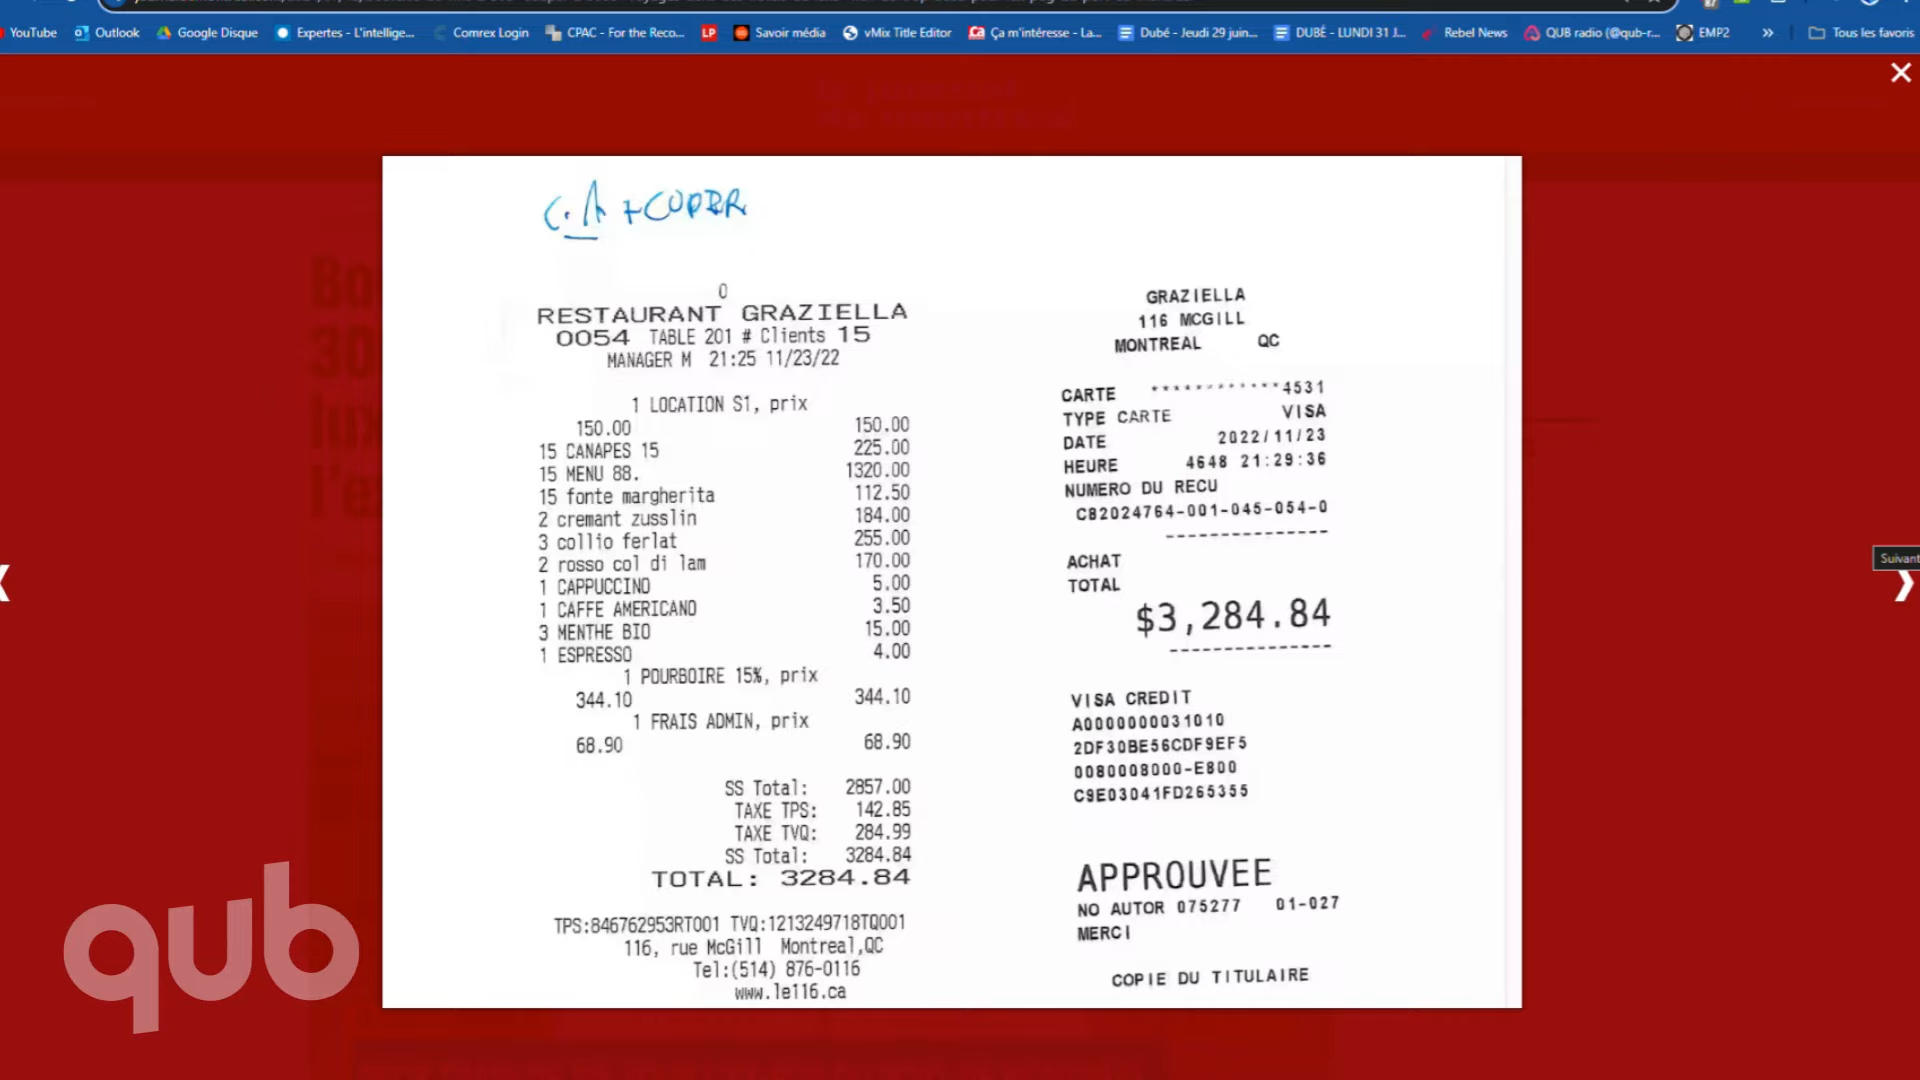 YouTube Outlook Google Disque Expertes - L'intellige... Comrex Login CPAC - For the Reco... LP Savoir média vMix Title Editor Ca Ça m'intéresse - La... Dubé - Jeudi 29 juin... DUBÉ - LUNDI 31 J... Rebel News QUB radio (@qub-r... EMP2 » Tous les favoris
C.A + COPER
0
RESTAURANT GRAZIELLA
0054 TABLE 201 # Clients 15
MANAGER M 21:25 11/23/22
1 LOCATION S1, prix
150.00 150.00
15 CANAPES 15 225.00
15 MENU 88. 1320.00
15 fonte margherita 112.50
2 cremant zusslin 184.00
3 collio ferlat 255.00
2 rosso col di lam 170.00
1 CAPPUCCINO 5.00
1 CAFFE AMERICANO 3.50
3 MENTHE BIO 15.00
1 ESPRESSO 4.00
1 POURBOIRE 15%, prix
344.10 344.10
1 FRAIS ADMIN, prix
68.90 68.90
SS Total: 2857.00
TAXE TPS: 142.85
TAXE TVQ: 284.99
SS Total: 3284.84
TOTAL: 3284.84
TPS:846762953RT001 TVQ:1213249718TQ001
116, rue McGill Montreal,QC
Tel:(514) 876-0116
www.le116.ca
GRAZIELLA
116 MCGILL
MONTREAL QC
CARTE ************4531
TYPE CARTE VISA
DATE 2022/11/23
HEURE 4648 21:29:36
NUMERO DU RECU
C82024764-001-045-054-0
ACHAT
TOTAL
$3,284.84
VISA CREDIT
A0000000031010
2DF30BE56CDF9EF5
0080008000-E800
C9E03041FD265355
APPROUVEE
NO AUTOR 075277 01-027
MERCI
COPIE DU TITULAIRE
Suivant
qub